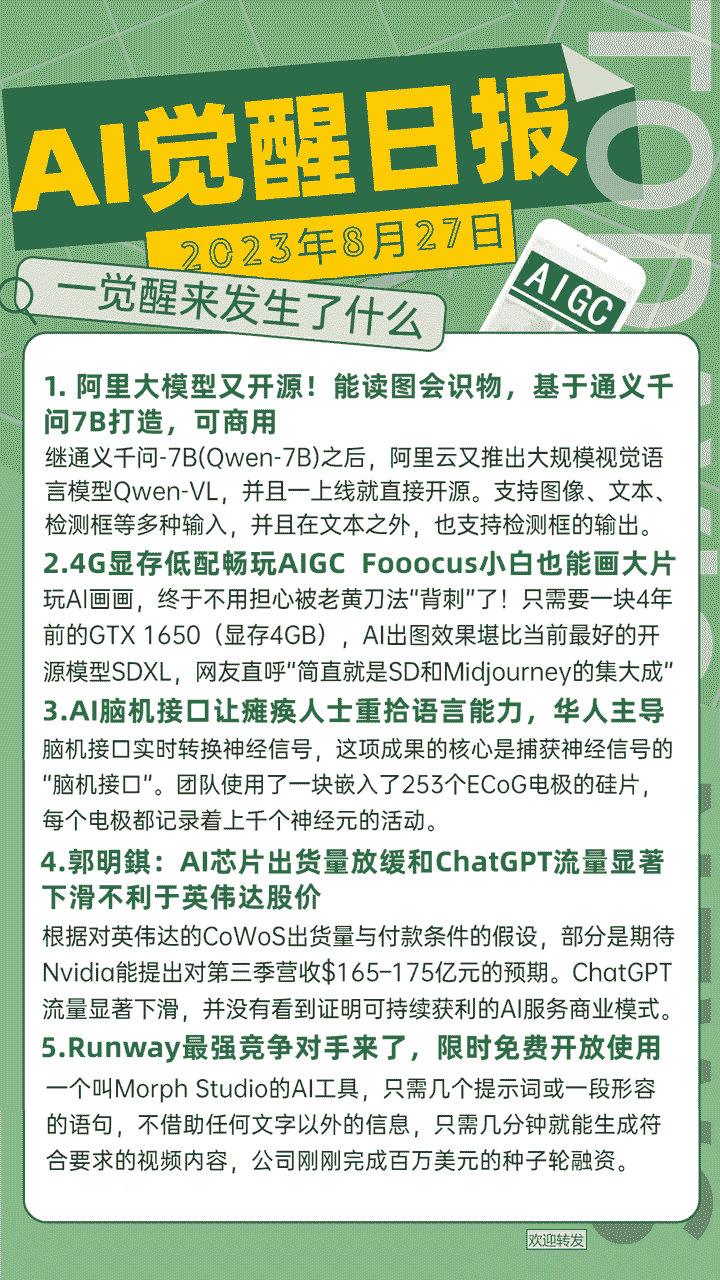 AI觉醒日报
2023年8月27日
AIGC
一觉醒来发生了什么
1. 阿里大模型又开源！能读图会识物，基于通义千
问7B打造，可商用
继通义千问-7B(Qwen-7B)之后，阿里云又推出大规模视觉语
言模型Qwen-VL，并且一上线就直接开源。支持图像、文本、
检测框等多种输入，并且在文本之外，也支持检测框的输出。
2.4G显存低配畅玩AIGC Fooocus小白也能画大片
玩AI画画，终于不用担心被老黄刀法“背刺”了！只需要一块4年
前的GTX 1650（显存4GB），AI出图效果堪比当前最好的开
源模型SDXL，网友直呼“简直就是SD和Midjourney的集大成”
3.AI脑机接口让瘫痪人士重拾语言能力，华人主导
脑机接口实时转换神经信号，这项成果的核心是捕获神经信号的
“脑机接口”。团队使用了一块嵌入了253个ECoG电极的硅片，
每个电极都记录着上千个神经元的活动。
4.郭明錤：AI芯片出货量放缓和ChatGPT流量显著
下滑不利于英伟达股价
根据对英伟达的CoWoS出货量与付款条件的假设，部分是期待
Nvidia能提出对第三季营收$165–175亿元的预期。ChatGPT
流量显著下滑，并没有看到证明可持续获利的AI服务商业模式。
5.Runway最强竞争对手来了，限时免费开放使用
一个叫Morph Studio的AI工具，只需几个提示词或一段形容
的语句，不借助任何文字以外的信息，只需几分钟就能生成符
合要求的视频内容，公司刚刚完成百万美元的种子轮融资。
欢迎转发